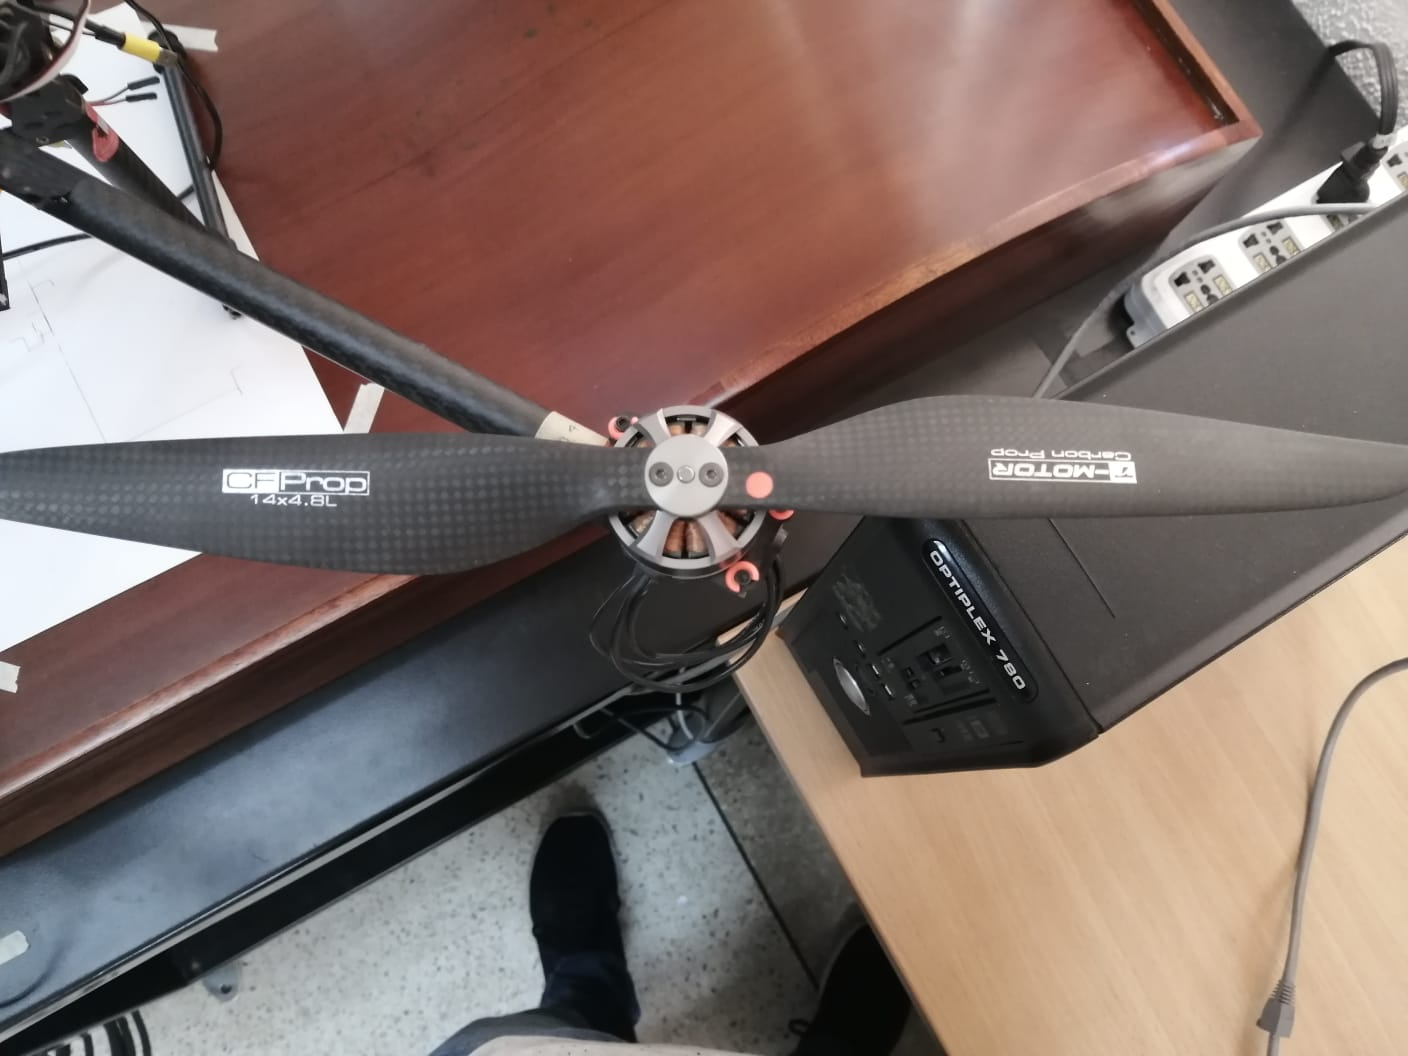 CFProp
14x4.8L
T-MOTOR
Carbon Prop
OPTIPLEX 780